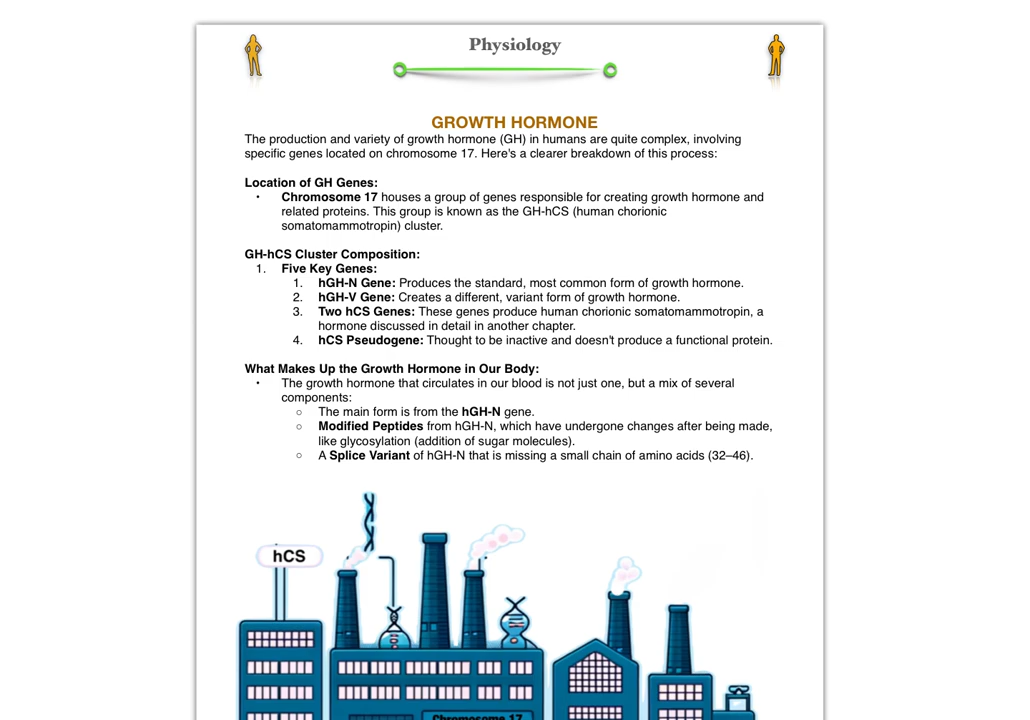 Physiology
GROWTH HORMONE
The production and variety of growth hormone (GH) in humans are quite complex, involving
specific genes located on chromosome 17. Here's a clearer breakdown of this process:
Location of GH Genes:
• Chromosome 17 houses a group of genes responsible for creating growth hormone and
related proteins. This group is known as the GH-hCS (human chorionic
somatomammotropin) cluster.
GH-hCS Cluster Composition:
1. Five Key Genes:
1. hGH-N Gene: Produces the standard, most common form of growth hormone.
2. hGH-V Gene: Creates a different, variant form of growth hormone.
3. Two hCS Genes: These genes produce human chorionic somatomammotropin, a
hormone discussed in detail in another chapter.
4. hCS Pseudogene: Thought to be inactive and doesn't produce a functional protein.
What Makes Up the Growth Hormone in Our Body:
• The growth hormone that circulates in our blood is not just one, but a mix of several
components:
○ The main form is from the hGH-N gene.
○ Modified Peptides from hGH-N, which have undergone changes after being made,
like glycosylation (addition of sugar molecules).
○ A Splice Variant of hGH-N that is missing a small chain of amino acids (32–46).
hCS
Chromosome 17